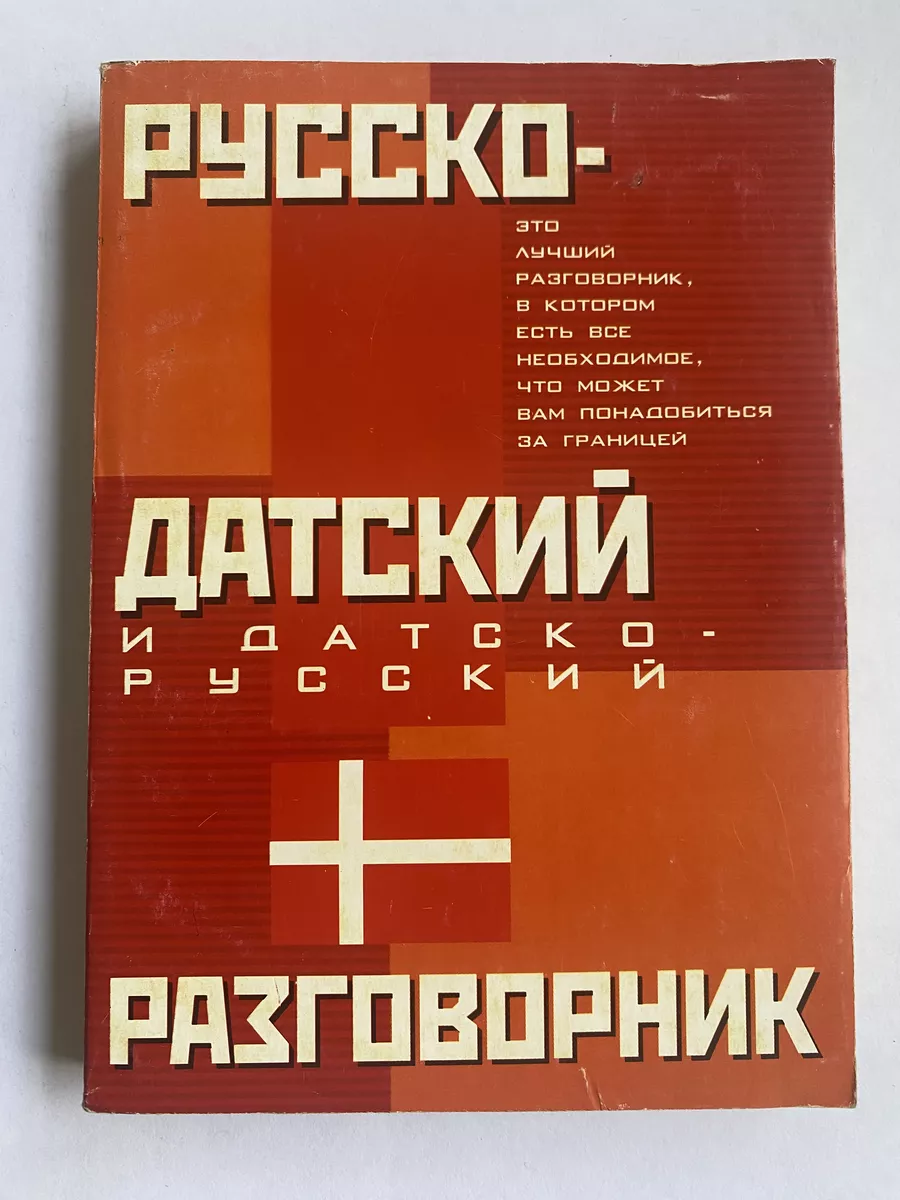 РУССКО-
ЭТО
ЛУЧШИЙ
РАЗГОВОРНИК,
В КОТОРОМ
ЕСТЬ ВСЕ
НЕОБХОДИМОЕ,
ЧТО МОЖЕТ
ВАМ ПОНАДОБИТЬСЯ
ЗА ГРАНИЦЕЙ
ДАТСКИЙ
И ДАТСКО-
РУССКИЙ
РАЗГОВОРНИК